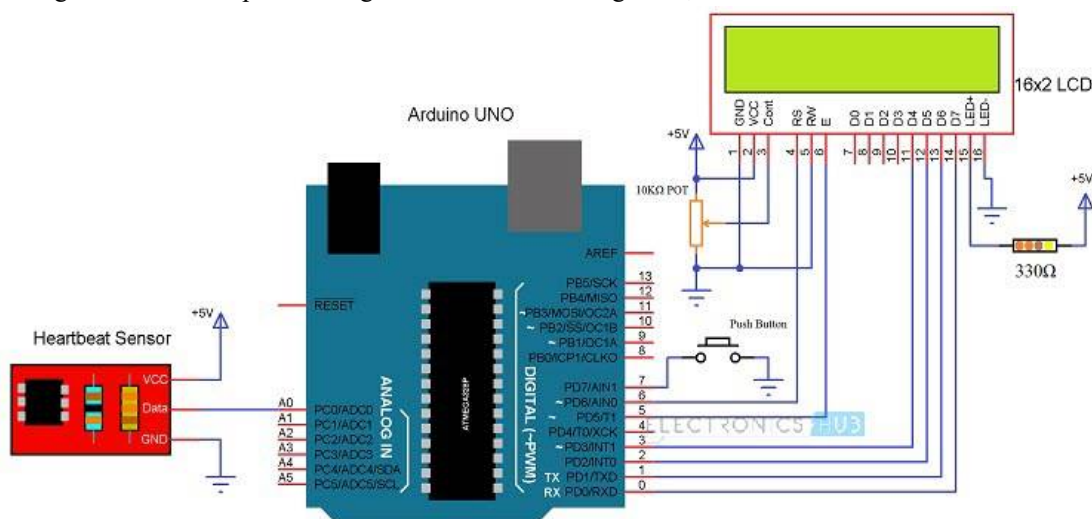 16x2 LCD
GND
VCC
Cont
RS
RW
E
D0
D1
D2
D3
D4
D5
D6
D7
LED+
LED-
1
2
3
4
5
6
7
8
9
10
11
12
13
14
15
16
+5V
10KΩ POT
+5V
330Ω
Arduino UNO
AREF
PB5/SCK 13
PB4/MISO 12
~PB3/MOSI/OC2A 11
~ PB2/SS/OC1B 10
~ PB1/OC1A 9
PB0/ICP1/CLKO 8
PD7/AIN1 7
~ PD6/AIN0 6
~ PD5/T1 5
PD4/T0/XCK 4
~ PD3/INT1 3
PD2/INT0 2
TX PD1/TXD 1
RX PD0/RXD 0
DIGITAL (~PWM)
ATMEGA328P
ANALOG IN
RESET
A0 PC0/ADC0
A1 PC1/ADC1
A2 PC2/ADC2
A3 PC3/ADC3
A4 PC4/ADC4/SDA
A5 PC5/ADC5/SCL
Push Button
ELECTRONICS HUB
+5V
Heartbeat Sensor
VCC
Data
GND